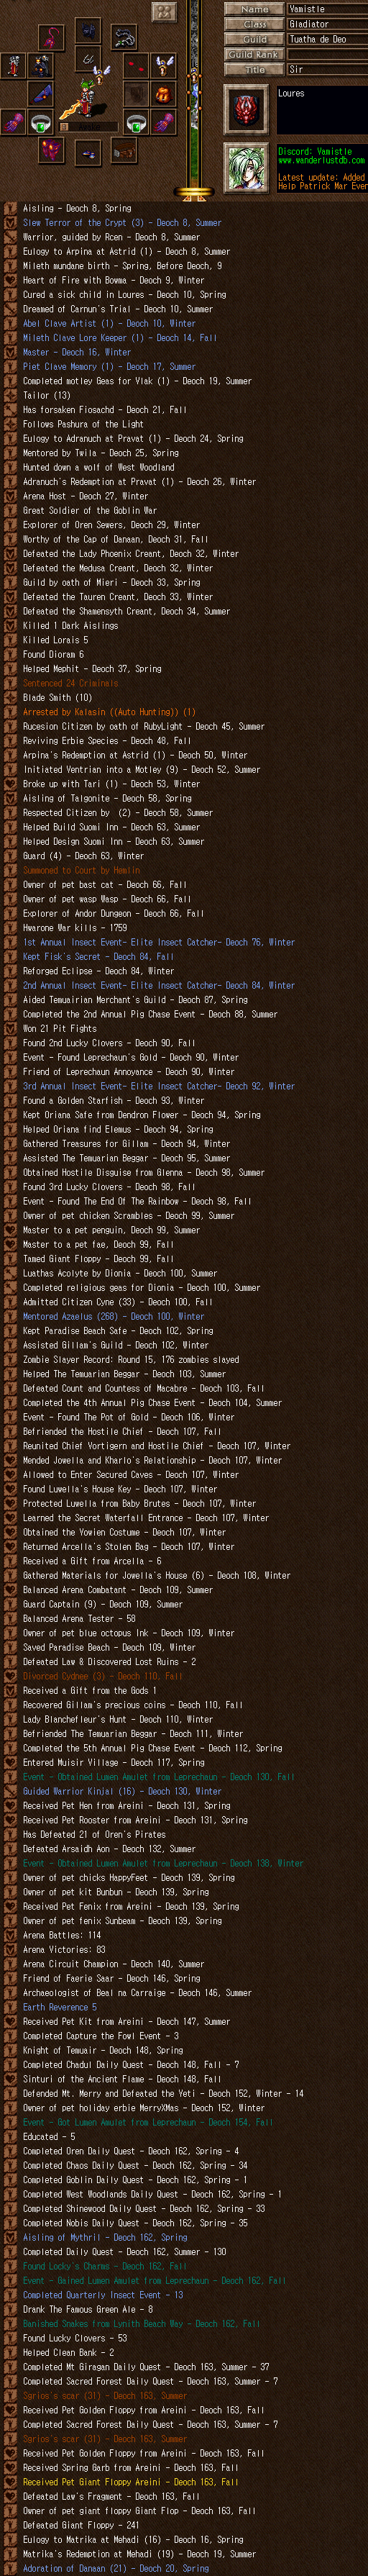 Name
Yamistle
Class
Gladiator
Guild
Tuatha de Deo
Guild Rank
Title
Sir
Loures
Discord: Yamistle
www.vanderlustdb.com
Latest update: Added
Help Patrick Mar Even
Aisling - Deoch 8, Spring
Slew Terror of the Crypt (3) - Deoch 8, Summer
Warrior, guided by Rcen - Deoch 8, Summer
Eulogy to Arpina at Astrid (1) - Deoch 8, Summer
Mileth mundane birth - Spring, Before Deoch, 9
Heart of Fire with Bowma - Deoch 9, Winter
Cured a sick child in Loures - Deoch 10, Spring
Dreamed of Carnun's Trial - Deoch 10, Summer
Abel Clave Artist (1) - Deoch 10, Winter
Mileth Clave Lore Keeper (1) - Deoch 14, Fall
Master - Deoch 16, Winter
Piet Clave Memory (1) - Deoch 17, Summer
Completed motley Geas for Vlak (1) - Deoch 19, Summer
Tailor (13)
Has forsaken Fiosachd - Deoch 21, Fall
Follows Pashura of the Light
Eulogy to Adranuch at Pravat (1) - Deoch 24, Spring
Mentored by Twila - Deoch 25, Spring
Hunted down a wolf of West Woodland
Adranuch's Redemption at Pravat (1) - Deoch 26, Winter
Arena Host - Deoch 27, Winter
Great Soldier of the Goblin War
Explorer of Oren Sewers, Deoch 29, Winter
Worthy of the Cap of Danaan, Deoch 31, Fall
Defeated the Lady Phoenix Creant, Deoch 32, Winter
Defeated the Medusa Creant, Deoch 32, Winter
Guild by oath of Mieri - Deoch 33, Spring
Defeated the Tauren Creant, Deoch 33, Winter
Defeated the Shamensyth Creant, Deoch 34, Summer
Killed 1 Dark Aislings
Killed Lorais 5
Found Dioram 6
Helped Mephit - Deoch 37, Spring
Sentenced 24 Criminals
Blade Smith (10)
Arrested by Kalasin ((Auto Hunting)) (1)
Rucesion Citizen by oath of RubyLight - Deoch 45, Summer
Reviving Erbie Species - Deoch 48, Fall
Arpina's Redemption at Astrid (1) - Deoch 50, Winter
Initiated Ventrian into a Motley (9) - Deoch 52, Summer
Broke up with Tari (1) - Deoch 53, Winter
Aisling of Talgonite - Deoch 58, Spring
Respected Citizen by  (2) - Deoch 58, Summer
Helped Build Suomi Inn - Deoch 63, Summer
Helped Design Suomi Inn - Deoch 63, Summer
Guard (4) - Deoch 63, Winter
Summoned to Court by Hemlin
Owner of pet bast cat - Deoch 66, Fall
Owner of pet wasp Wasp - Deoch 66, Fall
Explorer of Andor Dungeon - Deoch 66, Fall
Hwarone War kills - 1759
1st Annual Insect Event- Elite Insect Catcher- Deoch 76, Winter
Kept Fisk's Secret - Deoch 84, Fall
Reforged Eclipse - Deoch 84, Winter
2nd Annual Insect Event- Elite Insect Catcher- Deoch 84, Winter
Aided Temuairian Merchant's Guild - Deoch 87, Spring
Completed the 2nd Annual Pig Chase Event - Deoch 88, Summer
Won 21 Pit Fights
Found 2nd Lucky Clovers - Deoch 90, Fall
Event - Found Leprechaun's Gold - Deoch 90, Winter
Friend of Leprechaun Annoyance - Deoch 90, Winter
3rd Annual Insect Event- Elite Insect Catcher- Deoch 92, Winter
Found a Golden Starfish - Deoch 93, Winter
Kept Oriana Safe from Dendron Flower - Deoch 94, Spring
Helped Oriana find Elemus - Deoch 94, Spring
Gathered Treasures for Gillam - Deoch 94, Winter
Assisted The Temuairian Beggar - Deoch 95, Summer
Obtained Hostile Disguise from Glenna - Deoch 98, Summer
Found 3rd Lucky Clovers - Deoch 98, Fall
Event - Found The End Of The Rainbow - Deoch 98, Fall
Owner of pet chicken Scrambles - Deoch 99, Summer
Master to a pet penguin, Deoch 99, Summer
Master to a pet fae, Deoch 99, Fall
Tamed Giant Floppy - Deoch 99, Fall
Luathas Acolyte by Dionia - Deoch 100, Summer
Completed religious geas for Dionia - Deoch 100, Summer
Admitted Citizen Cyne (33) - Deoch 100, Fall
Mentored Azaelus (268) - Deoch 100, Winter
Kept Paradise Beach Safe - Deoch 102, Spring
Assisted Gillam's Guild - Deoch 102, Winter
Zombie Slayer Record: Round 15, 176 zombies slayed
Helped The Temuairian Beggar - Deoch 103, Summer
Defeated Count and Countess of Macabre - Deoch 103, Fall
Completed the 4th Annual Pig Chase Event - Deoch 104, Summer
Event - Found The Pot of Gold - Deoch 106, Winter
Befriended the Hostile Chief - Deoch 107, Fall
Reunited Chief Vortigern and Hostile Chief - Deoch 107, Winter
Mended Jowella and Kharlo's Relationship - Deoch 107, Winter
Allowed to Enter Secured Caves - Deoch 107, Winter
Found Luvella's House Key - Deoch 107, Winter
Protected Luwella from Baby Brutes - Deoch 107, Winter
Learned the Secret Waterfall Entrance - Deoch 107, Winter
Obtained the Yowien Costume - Deoch 107, Winter
Returned Arcella's Stolen Bag - Deoch 107, Winter
Received a Gift from Arcella - 6
Gathered Materials for Jowella's House (6) - Deoch 108, Winter
Balanced Arena Combatant - Deoch 109, Summer
Guard Captain (9) - Deoch 109, Summer
Balanced Arena Tester - 58
Owner of pet blue octopus Ink - Deoch 109, Winter
Saved Paradise Beach - Deoch 109, Winter
Defeated Law & Discovered Lost Ruins - 2
Divorced Cydnee (3) - Deoch 110, Fall
Received a Gift from the Gods 1
Recovered Gillam's precious coins - Deoch 110, Fall
Lady Blanchefleur's Hunt - Deoch 110, Winter
Befriended The Temuairian Beggar - Deoch 111, Winter
Completed the 5th Annual Pig Chase Event - Deoch 112, Spring
Entered Muisir Village - Deoch 117, Spring
Event - Obtained Lumen Amulet from Leprechaun - Deoch 130, Fall
Guided Warrior Kinjal (16) - Deoch 130, Winter
Received Pet Hen from Areini - Deoch 131, Spring
Received Pet Rooster from Areini - Deoch 131, Spring
Has Defeated 21 of Oren's Pirates
Defeated Arsaidh Aon - Deoch 132, Summer
Event - Obtained Lumen Amulet from Leprechaun - Deoch 138, Winter
Owner of pet chicks HappyFeet - Deoch 139, Spring
Owner of pet kit Bunbun - Deoch 139, Spring
Received Pet Fenix from Areini - Deoch 139, Spring
Owner of pet fenix Sunbeam - Deoch 139, Spring
Arena Battles: 114
Arena Victories: 83
Arena Circuit Champion - Deoch 140, Summer
Friend of Faerie Saar - Deoch 146, Spring
Archaeologist of Beal na Carraige - Deoch 146, Summer
Earth Reverence 5
Received Pet Kit from Areini - Deoch 147, Summer
Completed Capture the Fowl Event - 3
Knight of Temuair - Deoch 148, Spring
Completed Chadul Daily Quest - Deoch 148, Fall - 7
Sinturi of the Ancient Flame - Deoch 148, Fall
Defended Mt. Merry and Defeated the Yeti - Deoch 152, Winter - 14
Owner of pet holiday erbie MerryXMas - Deoch 152, Winter
Event - Got Lumen Amulet from Leprechaun - Deoch 154, Fall
Educated - 5
Completed Oren Daily Quest - Deoch 162, Spring - 4
Completed Chaos Daily Quest - Deoch 162, Spring - 34
Completed Goblin Daily Quest - Deoch 162, Spring - 1
Completed West Woodlands Daily Quest - Deoch 162, Spring - 1
Completed Shinewood Daily Quest - Deoch 162, Spring - 33
Completed Nobis Daily Quest - Deoch 162, Spring - 35
Aisling of Mythril - Deoch 162, Spring
Completed Daily Quest - Deoch 162, Summer - 130
Found Locky's Charms - Deoch 162, Fall
Event - Gained Lumen Amulet from Leprechaun - Deoch 162, Fall
Completed Quarterly Insect Event - 13
Drank The Famous Green Ale - 8
Banished Snakes from Lynith Beach Way - Deoch 162, Fall
Found Lucky Clovers - 53
Helped Clean Bank - 2
Completed Mt Giragan Daily Quest - Deoch 163, Summer - 37
Completed Sacred Forest Daily Quest - Deoch 163, Summer - 7
Sgrios's scar (31) - Deoch 163, Summer
Received Pet Golden Floppy from Areini - Deoch 163, Fall
Completed Sacred Forest Daily Quest - Deoch 163, Summer - 7
Sgrios's scar (31) - Deoch 163, Summer
Received Pet Golden Floppy from Areini - Deoch 163, Fall
Received Spring Garb from Areini - Deoch 163, Fall
Received Pet Giant Floppy Areini - Deoch 163, Fall
Defeated Law's Fragment - Deoch 163, Fall
Owner of pet giant floppy Giant Flop - Deoch 163, Fall
Defeated Giant Floppy - 241
Eulogy to Matrika at Mehadi (16) - Deoch 16, Spring
Matrika's Redemption at Mehadi (19) - Deoch 19, Summer
Adoration of Danaan (21) - Deoch 20, Spring